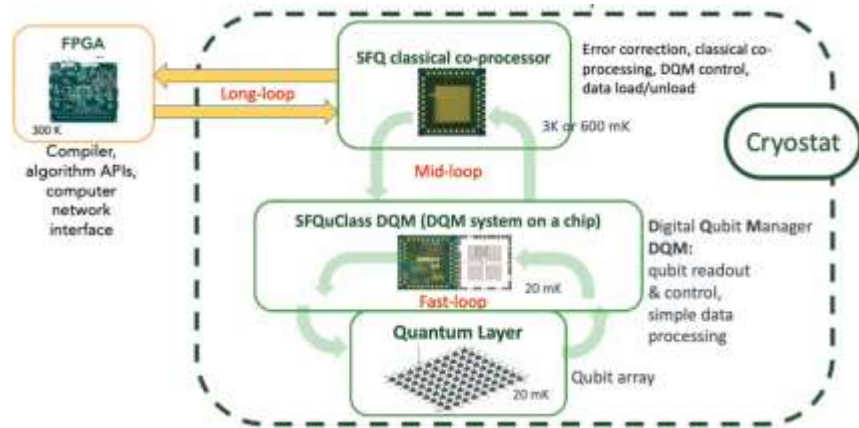 FPGA
300 K
Compiler,
algorithm APIs,
computer
network
interface
Long-loop
SFQ classical co-processor
3K or 600 mK
Error correction, classical co-
processing, DQM control,
data load/unload
Cryostat
Mid-loop
SFQuClass DQM (DQM system on a chip)
20 mK
Fast-loop
Digital Qubit Manager
DQM:
qubit readout
& control,
simple data
processing
Quantum Layer
20 mK
Qubit array